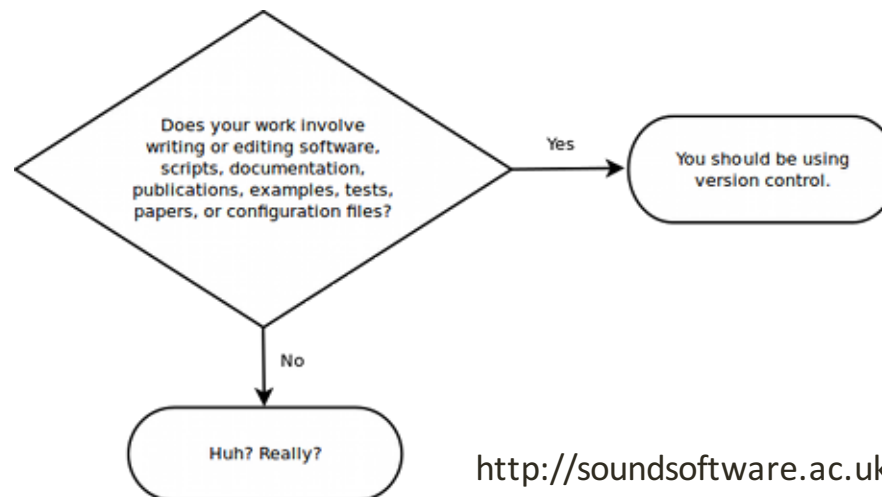 Does your work involve
writing or editing software,
scripts, documentation,
publications, examples, tests,
papers, or configuration files?
Yes
You should be using
version control.
No
Huh? Really?
http://soundsoftware.ac.uk